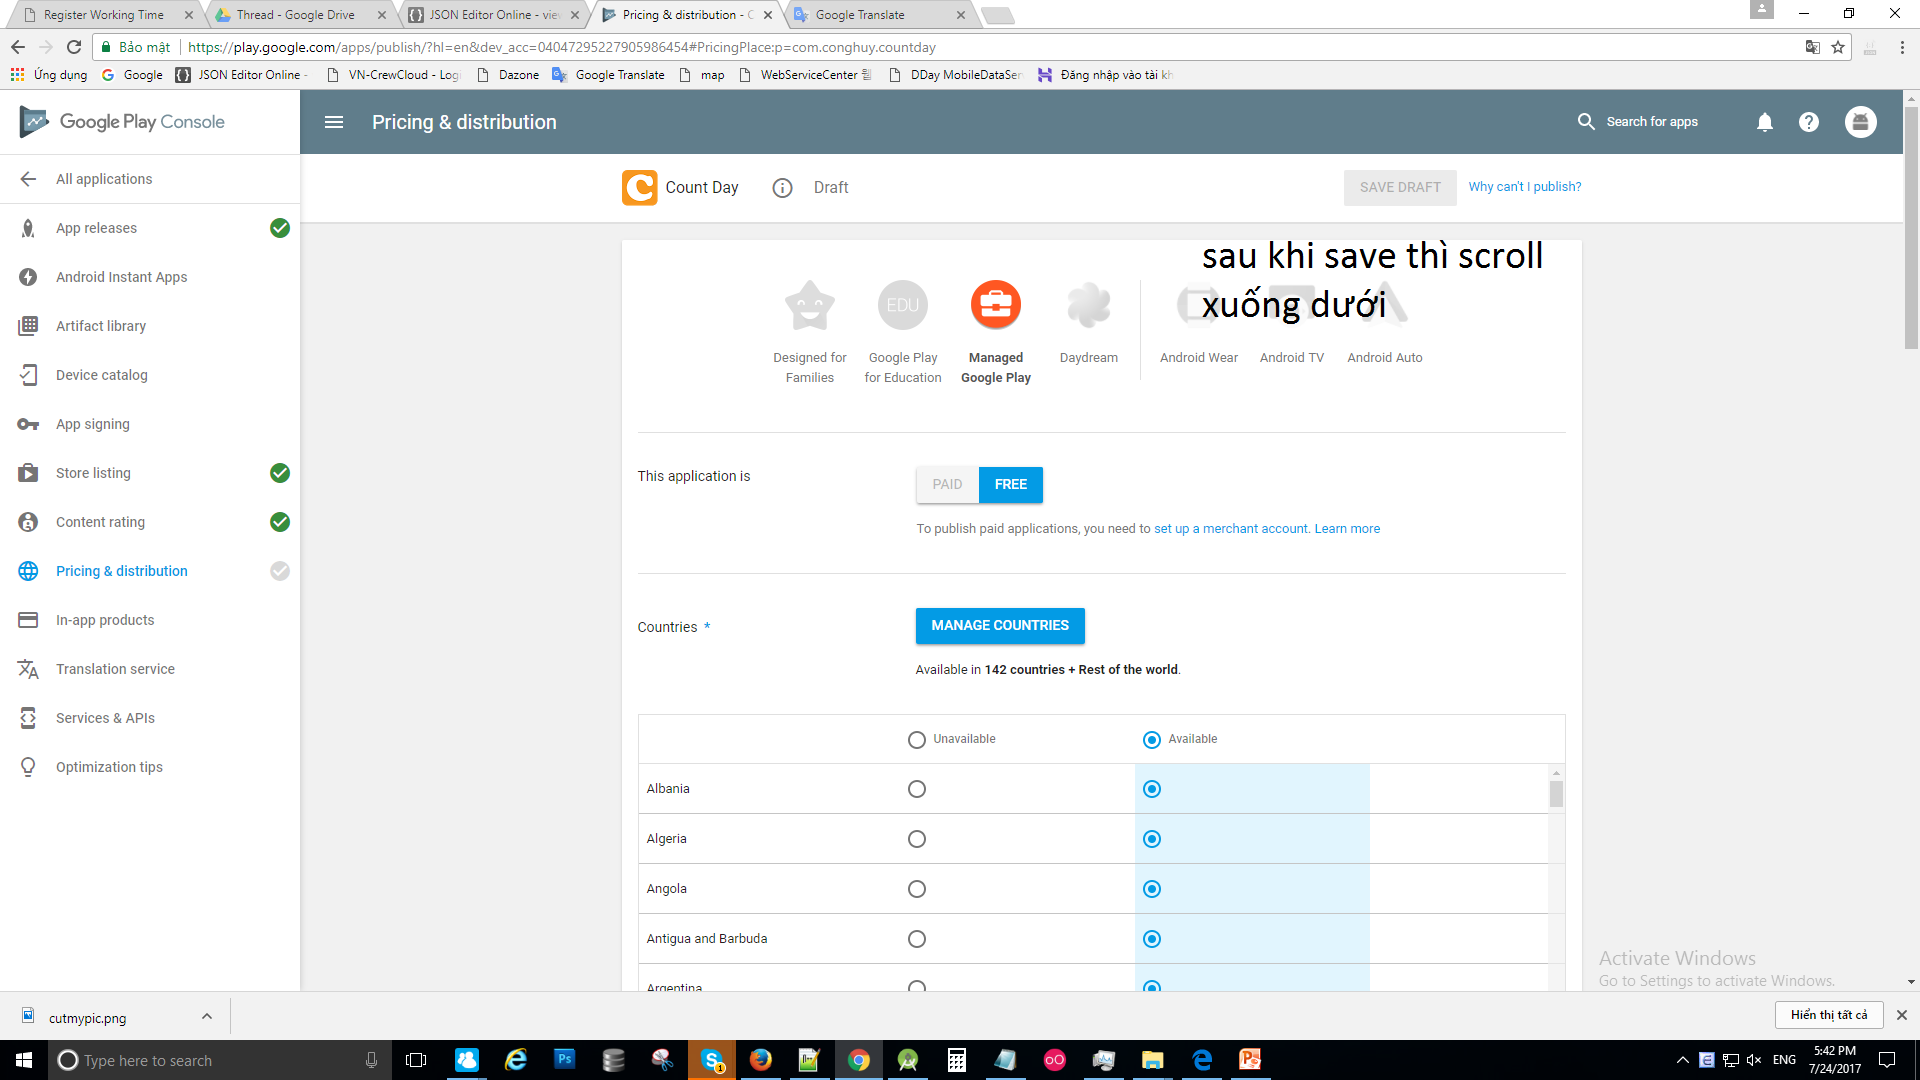 Register Working Time
Thread - Google Drive
JSON Editor Online - vie
Pricing & distribution - C
Google Translate
Bảo mật
https://play.google.com/apps/publish/?hl=en&dev_acc=04047295227905986454#PricingPlace:p=com.conghuy.countday
Ứng dụng
Google
JSON Editor Online -
VN-CrewCloud - Log
Dazone
Google Translate
map
WebServiceCenter
DDay MobileDataSer
Đăng nhập vào tài kh
Google Play Console
Pricing & distribution
Search for apps
All applications
Count Day
Draft
SAVE DRAFT
Why can't I publish?
App releases
Android Instant Apps
Artifact library
Device catalog
App signing
Store listing
Content rating
Pricing & distribution
In-app products
Translation service
Services & APIs
Optimization tips
sau khi save thì scroll
xuống dưới
EDU
Designed for
Families
Google Play
for Education
Managed
Google Play
Daydream
Android Wear
Android TV
Android Auto
This application is
PAID
FREE
To publish paid applications, you need to set up a merchant account. Learn more
Countries *
MANAGE COUNTRIES
Available in 142 countries + Rest of the world.
Unavailable
Available
Albania
Algeria
Angola
Antigua and Barbuda
Argentina
Activate Windows
Go to Settings to activate Windows.
cutmypic.png
Hiển thị tất cả
Type here to search
ENG
5:42 PM
7/24/2017